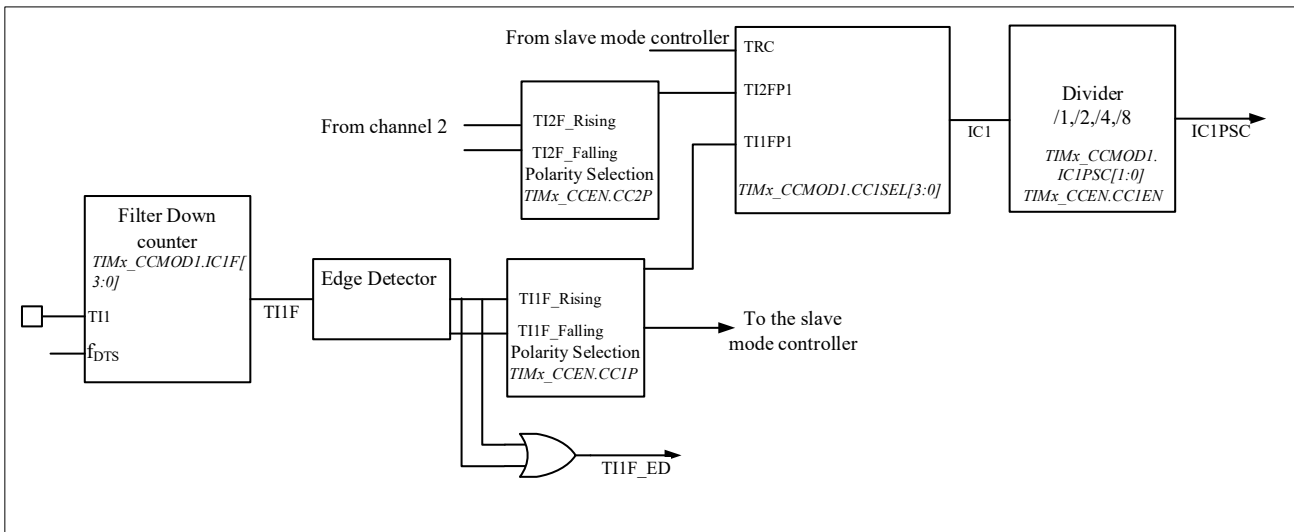 From slave mode controller
TRC
TI2FP1
TI1FP1
TIMx_CCMOD1.CC1SEL[3:0]
IC1
Divider
/1,/2,/4,/8
TIMx_CCMOD1.
IC1PSC[1:0]
TIMx_CCEN.CC1EN
IC1PSC
From channel 2
TI2F_Rising
TI2F_Falling
Polarity Selection
TIMx_CCEN.CC2P
Filter Down
counter
TIMx_CCMOD1.IC1F[
3:0]
TI1
fDTS
TI1F
Edge Detector
TI1F_Rising
TI1F_Falling
Polarity Selection
TIMx_CCEN.CC1P
To the slave
mode controller
TI1F_ED